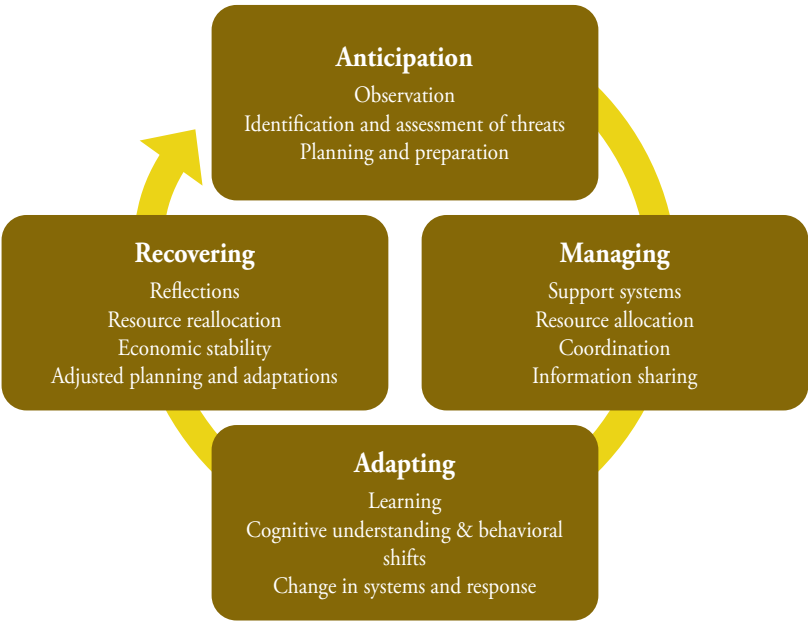 Anticipation
Observation
Identification and assessment of threats
Planning and preparation
Recovering
Reflections
Resource reallocation
Economic stability
Adjusted planning and adaptations
Managing
Support systems
Resource allocation
Coordination
Information sharing
Adapting
Learning
Cognitive understanding & behavioral
shifts
Change in systems and response